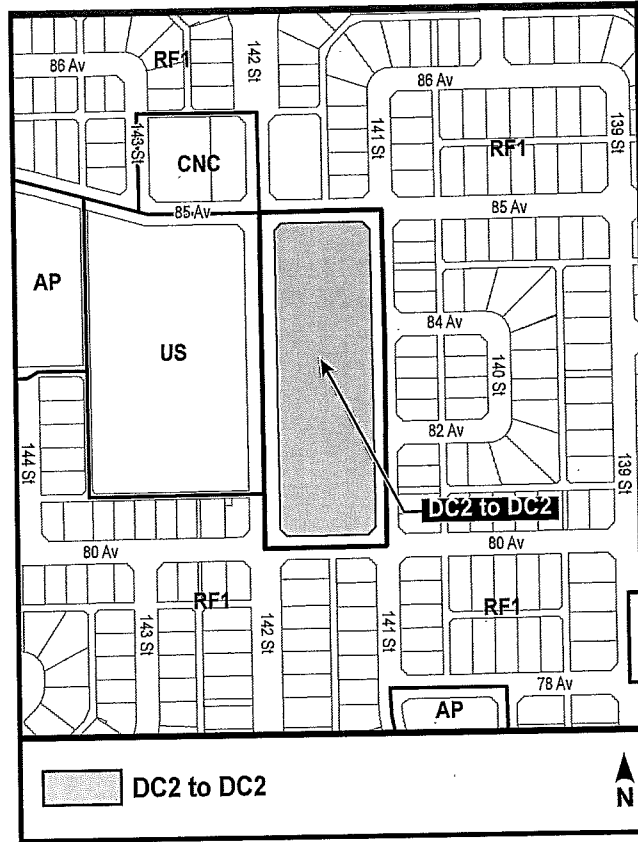 86 Av
RF1
142 St
86 Av
143 St
CNC
141 St
139 St
RF1
85 Av
85 Av
AP
US
84 Av
140 St
82 Av
144 St
139 St
DC2 to DC2
80 Av
80 Av
RF1
RF1
143 St
142 St
141 St
78 Av
AP
DC2 to DC2
N